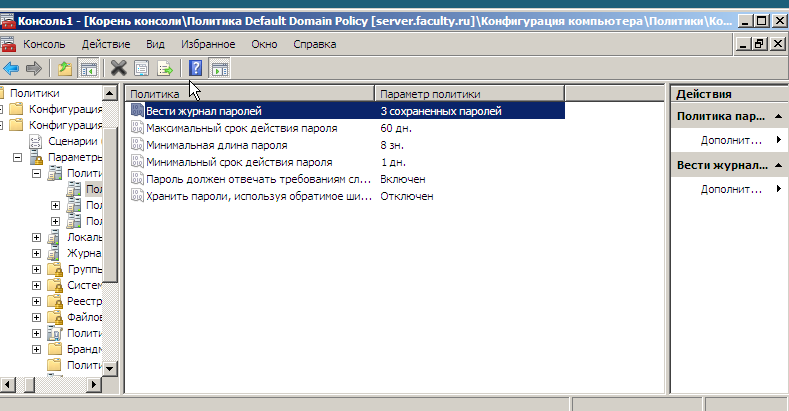 Консоль1 - [Корень консоли\Политика Default Domain Policy [server.faculty.ru]\Конфигурация компьютера\Политики\Ко...
Консоль Действие Вид Избранное Окно Справка
Политики
Конфигурация
Конфигурация
Сценарии (
Параметры
Полити
Пол
Пол
Пол
Локаль
Журна
Группы
Систем
Реестр
Файлов
Полити
Брандм
Полити
Политика Параметр политики
Вести журнал паролей 3 сохраненных паролей
Максимальный срок действия пароля 60 дн.
Минимальная длина пароля 8 зн.
Минимальный срок действия пароля 1 дн.
Пароль должен отвечать требованиям сл... Включен
Хранить пароли, используя обратимое ши... Отключен
Действия
Политика пар...
Дополнит...
Вести журнал...
Дополнит...